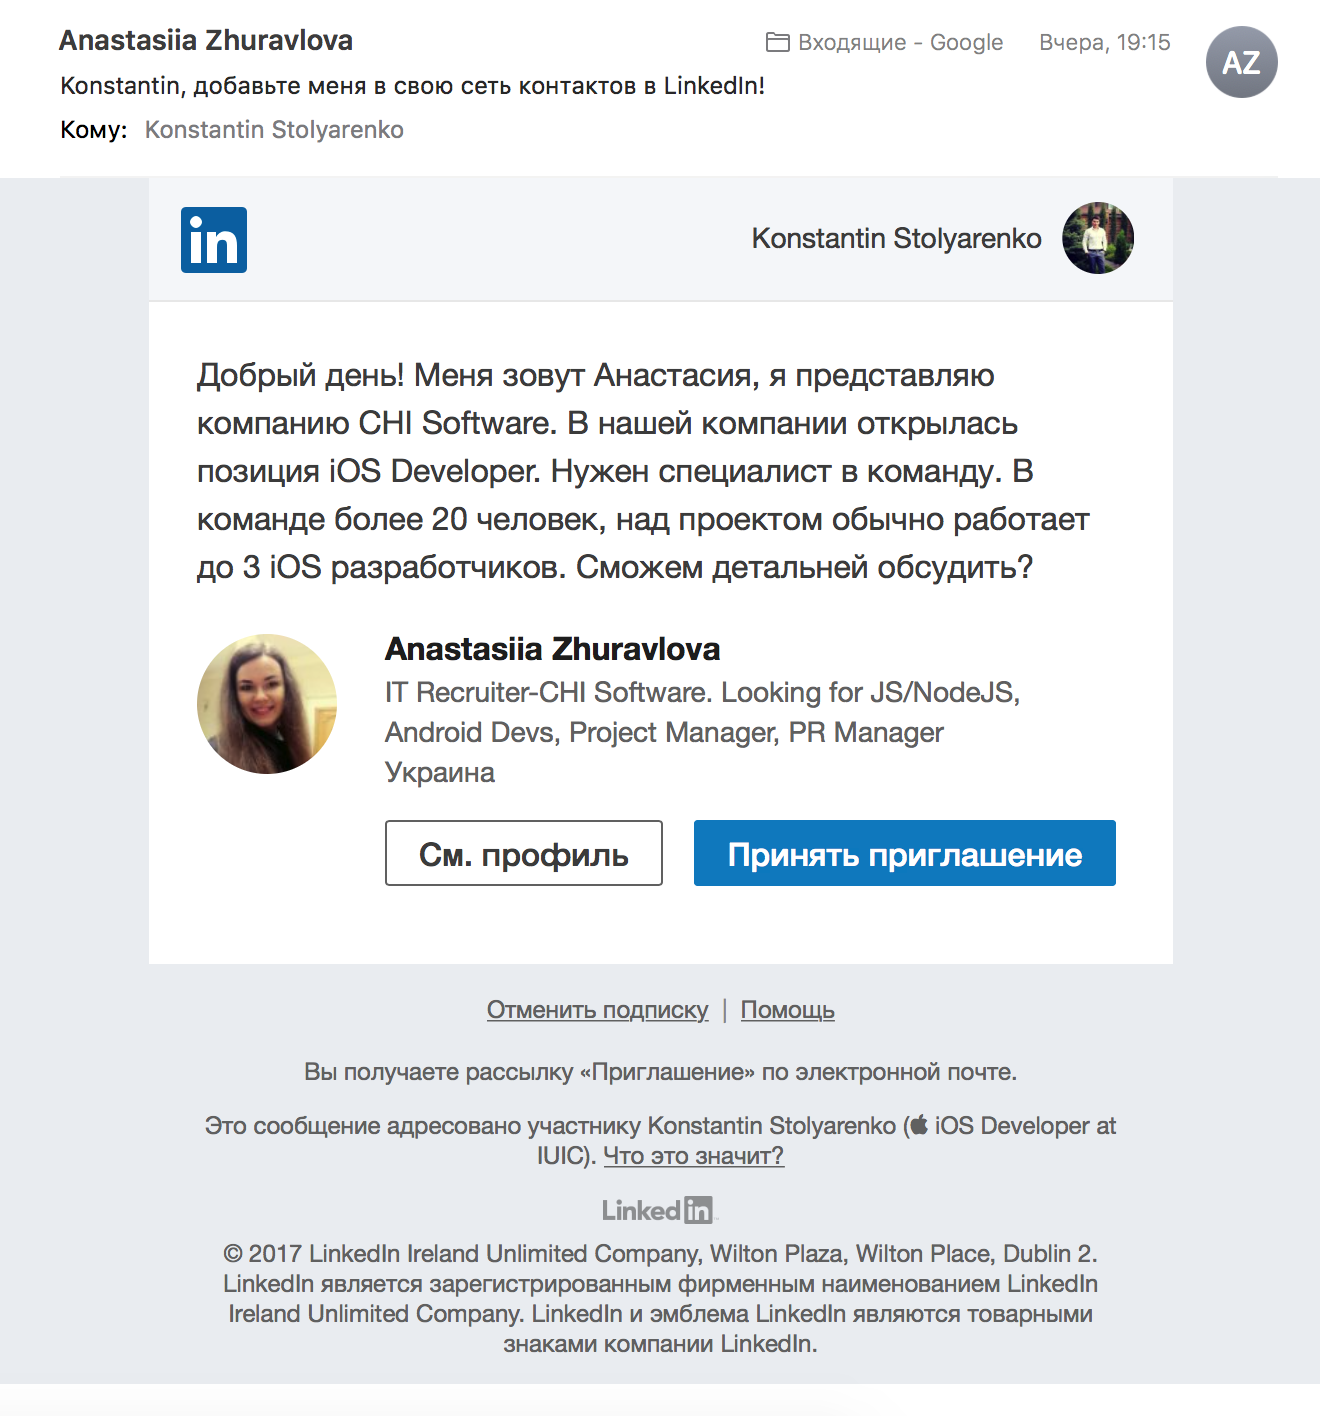 Anastasiia Zhuravlova
Входящие - Google
Вчера, 19:15
AZ
Konstantin, добавьте меня в свою сеть контактов в LinkedIn!
Кому: Konstantin Stolyarenko
in
Konstantin Stolyarenko
Добрый день! Меня зовут Анастасия, я представляю
компанию CHI Software. В нашей компании открылась
позиция iOS Developer. Нужен специалист в команду. В
команде более 20 человек, над проектом обычно работает
до 3 iOS разработчиков. Сможем детальней обсудить?
Anastasiia Zhuravlova
IT Recruiter-CHI Software. Looking for JS/NodeJS,
Android Devs, Project Manager, PR Manager
Украина
См. профиль
Принять приглашение
Отменить подписку | Помощь
Вы получаете рассылку «Приглашение» по электронной почте.
Это сообщение адресовано участнику Konstantin Stolyarenko ( iOS Developer at
IUIC). Что это значит?
LinkedIn
© 2017 LinkedIn Ireland Unlimited Company, Wilton Plaza, Wilton Place, Dublin 2.
LinkedIn является зарегистрированным фирменным наименованием LinkedIn
Ireland Unlimited Company. LinkedIn и эмблема LinkedIn являются товарными
знаками компании LinkedIn.